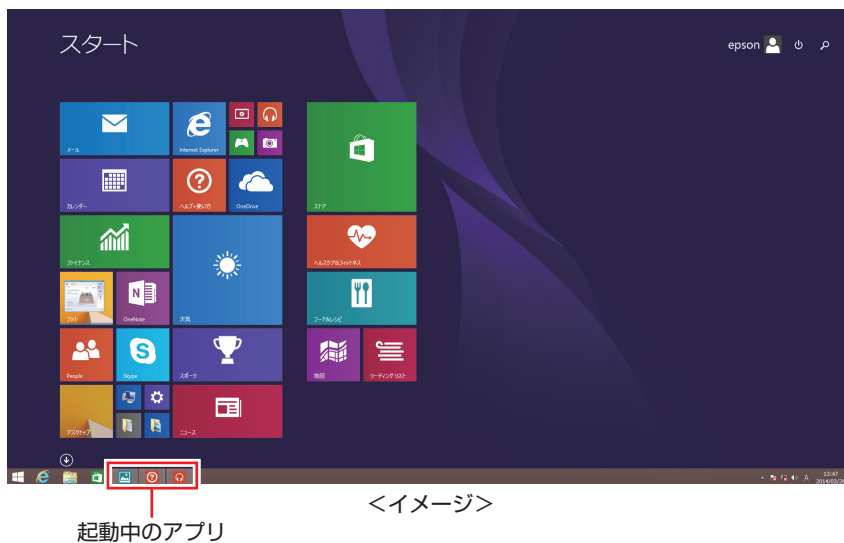 スタート
epson
メール
Internet Explorer
カレンダー
ヘルプ+使い方
OneDrive
ストア
ファイナンス
ヘルスケア&フィットネス
フォト
OneNote
天気
フード&レシピ
People
Skype
スポーツ
地図
リーディング リスト
デスクトップ
ニュース
A
13:47
<イメージ>
起動中のアプリ